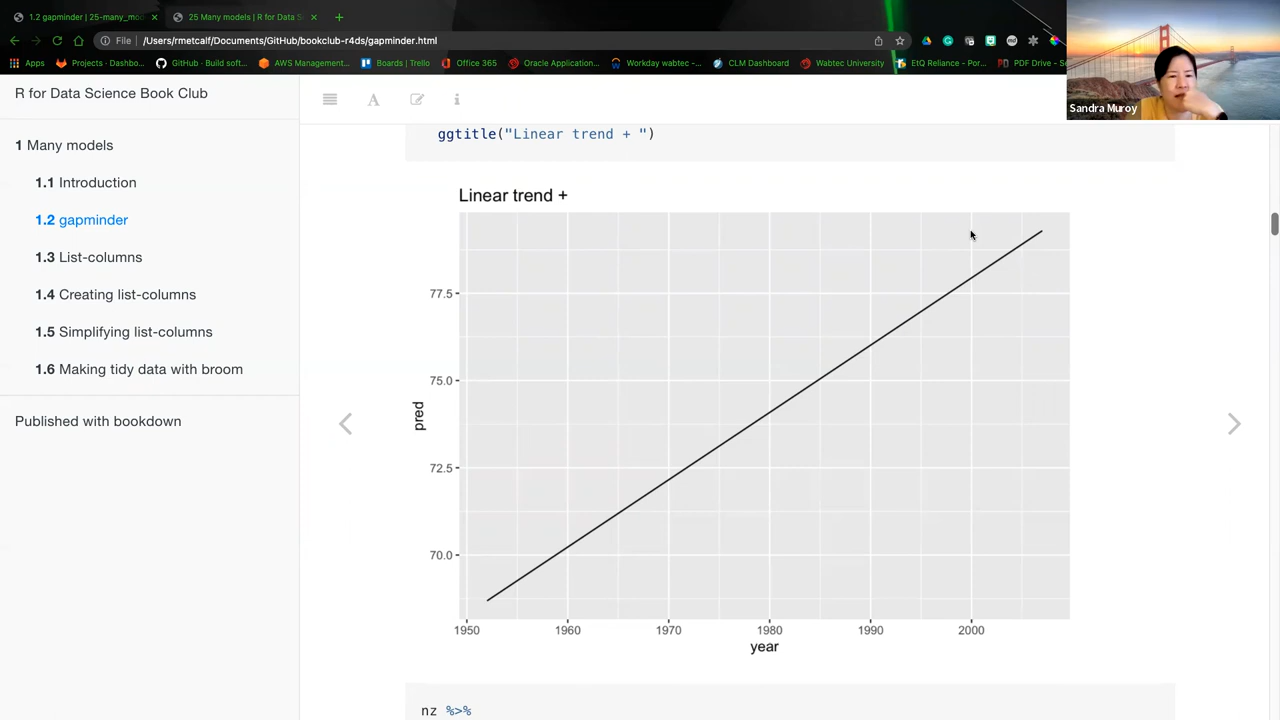 1.2 gapminder | 25-many_mo
25 Many models | R for Data S
File /Users/rmetcalf/Documents/GitHub/bookclub-r4ds/gapminder.html
Apps Projects · Dashbo... GitHub · Build soft... AWS Management... Boards | Trello Office 365 Oracle Application... Workday wabtec –... CLM Dashboard Wabtec University EtQ Reliance - Por... PDF Drive - Se
Sandra Muroy
R for Data Science Book Club
1 Many models
1.1 Introduction
1.2 gapminder
1.3 List-columns
1.4 Creating list-columns
1.5 Simplifying list-columns
1.6 Making tidy data with broom
Published with bookdown
ggtitle("Linear trend + ")
Linear trend +
77.5
75.0
72.5
70.0
pred
1950 1960 1970 1980 1990 2000
year
nz %>%